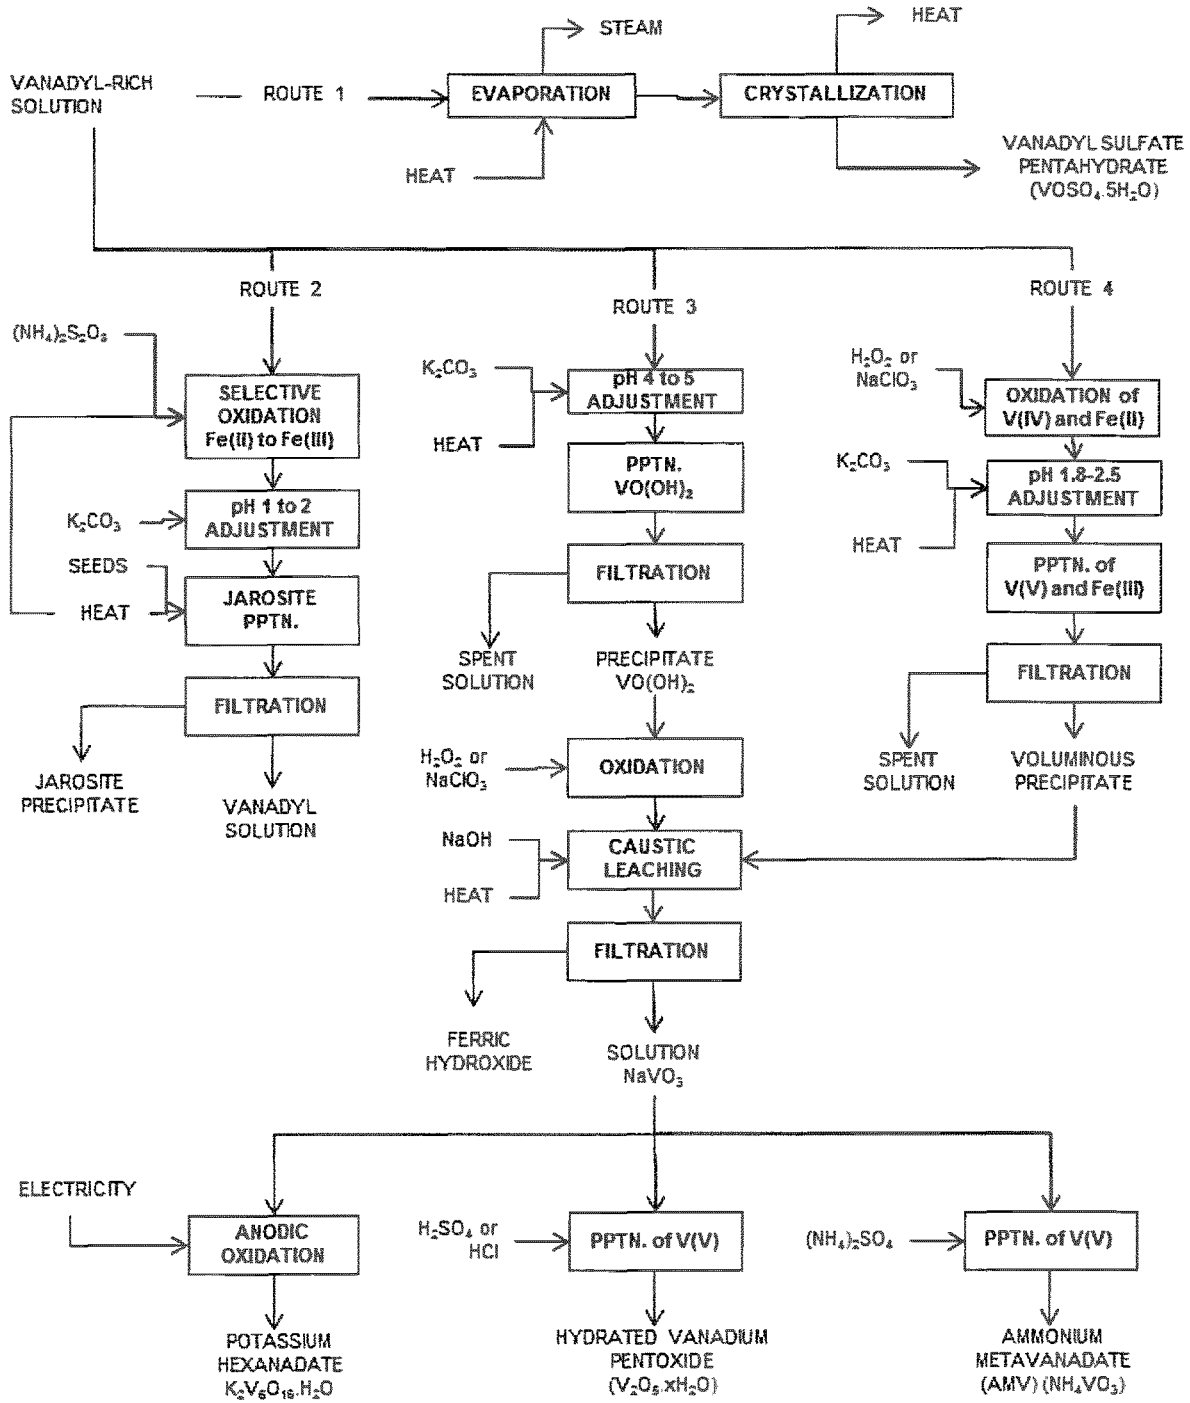 HEAT
STEAM
VANADYL-RICH
SOLUTION
ROUTE 1
EVAPORATION
CRYSTALLIZATION
HEAT
VANADYL SULFATE
PENTAHYDRATE
(VOSO₄.5H₂O)
ROUTE 2
ROUTE 3
ROUTE 4
(NH₄)₂S₂O₈
SELECTIVE
OXIDATION
Fe(II) to Fe(III)
K₂CO₃
pH 1 to 2
ADJUSTMENT
SEEDS
HEAT
JAROSITE
PPTN.
FILTRATION
JAROSITE
PRECIPITATE
VANADYL
SOLUTION
K₂CO₃
HEAT
pH 4 to 5
ADJUSTMENT
PPTN.
VO(OH)₂
FILTRATION
SPENT
SOLUTION
PRECIPITATE
VO(OH)₂
H₂O₂ or
NaClO₃
OXIDATION
NaOH
HEAT
CAUSTIC
LEACHING
FILTRATION
FERRIC
HYDROXIDE
SOLUTION
NaVO₃
H₂O₂ or
NaClO₃
OXIDATION of
V(IV) and Fe(II)
K₂CO₃
HEAT
pH 1.8-2.5
ADJUSTMENT
PPTN. of
V(V) and Fe(III)
FILTRATION
SPENT
SOLUTION
VOLUMINOUS
PRECIPITATE
ELECTRICITY
ANODIC
OXIDATION
POTASSIUM
HEXANADATE
K₂V₆O₁₆.H₂O
H₂SO₄ or
HCl
PPTN. of V(V)
HYDRATED VANADIUM
PENTOXIDE
(V₂O₅.xH₂O)
(NH₄)₂SO₄
PPTN. of V(V)
AMMONIUM
METAVANADATE
(AMV) (NH₄VO₃)